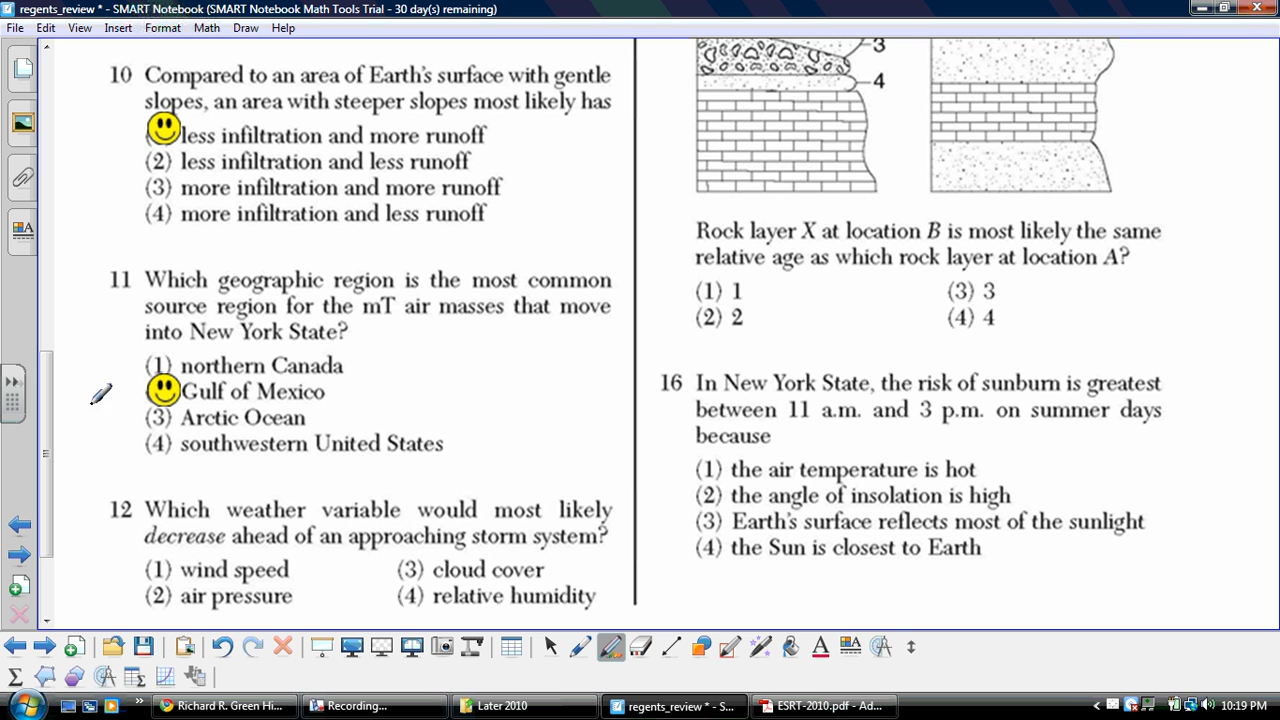 regents_review * - SMART Notebook (SMART Notebook Math Tools Trial - 30 day(s) remaining)
File Edit View Insert Format Math Tools Draw Help
10 Compared to an area of Earth's surface with gentle
slopes, an area with steeper slopes most likely has
less infiltration and more runoff
(2) less infiltration and less runoff
(3) more infiltration and more runoff
(4) more infiltration and less runoff
11 Which geographic region is the most common
source region for the mT air masses that move
into New York State?
(1) northern Canada
Gulf of Mexico
(3) Arctic Ocean
(4) southwestern United States
12 Which weather variable would most likely
decrease ahead of an approaching storm system?
(1) wind speed (3) cloud cover
(2) air pressure (4) relative humidity
3
4
Rock layer X at location B is most likely the same
relative age as which rock layer at location A?
(1) 1 (3) 3
(2) 2 (4) 4
16 In New York State, the risk of sunburn is greatest
between 11 a.m. and 3 p.m. on summer days
because
(1) the air temperature is hot
(2) the angle of insolation is high
(3) Earth's surface reflects most of the sunlight
(4) the Sun is closest to Earth
Richard R. Green Hi... Recording... Later 2010 regents_review * - S... ESRT-2010.pdf - Ad... 10:19 PM